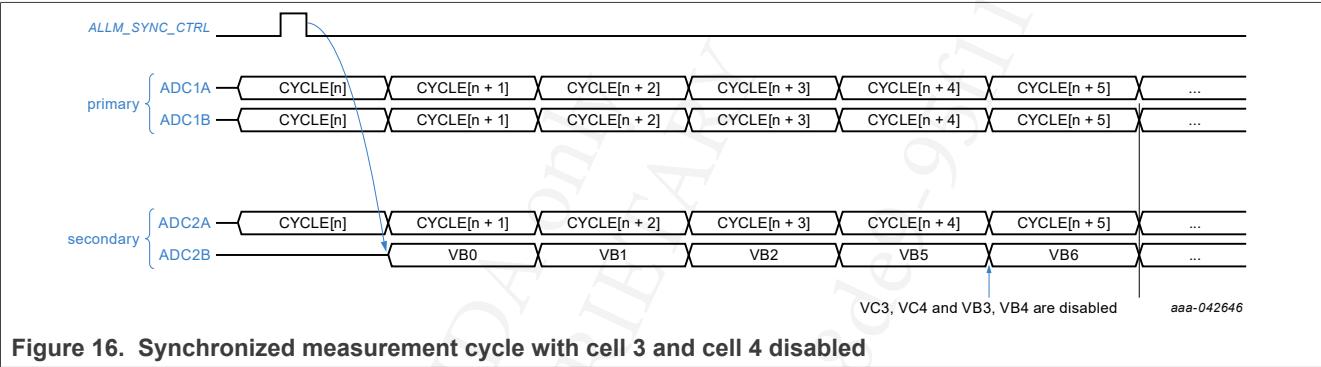 ALLM_SYNC_CTRL
primary
ADC1A CYCLE[n] CYCLE[n + 1] CYCLE[n + 2] CYCLE[n + 3] CYCLE[n + 4] CYCLE[n + 5] ...
ADC1B CYCLE[n] CYCLE[n + 1] CYCLE[n + 2] CYCLE[n + 3] CYCLE[n + 4] CYCLE[n + 5] ...
secondary
ADC2A CYCLE[n] CYCLE[n + 1] CYCLE[n + 2] CYCLE[n + 3] CYCLE[n + 4] CYCLE[n + 5] ...
ADC2B VB0 VB1 VB2 VB5 VB6 ...
VC3, VC4 and VB3, VB4 are disabled
aaa-042646
Figure 16. Synchronized measurement cycle with cell 3 and cell 4 disabled